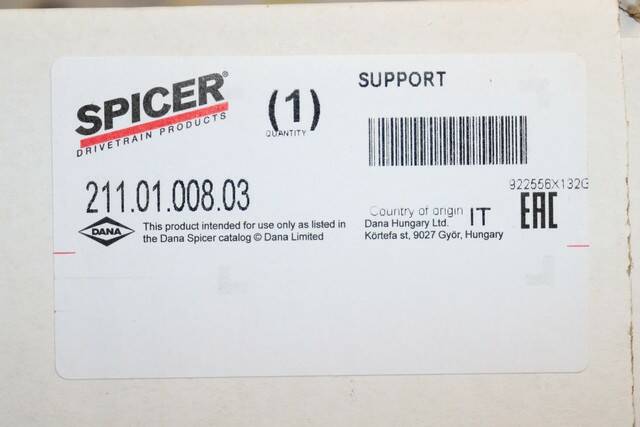 SPICER®
DRIVETRAIN PRODUCTS
(1)
QUANTITY
SUPPORT
922556X132G
211.01.008.03
DANA
This product intended for use only as listed in
the Dana Spicer catalog © Dana Limited
Country of origin IT
Dana Hungary Ltd.
Körtefa st, 9027 Győr, Hungary
EAC